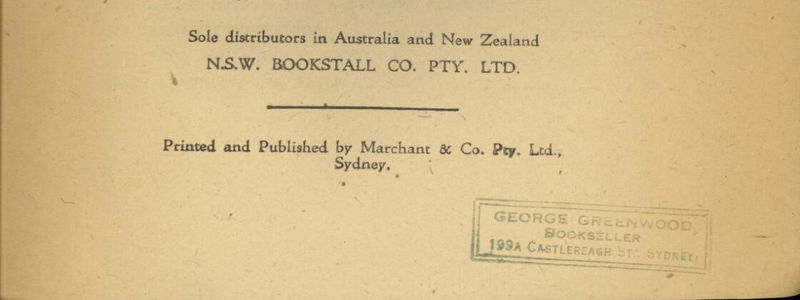 Sole distributors in Australia and New Zealand
N.S.W. BOOKSTALL CO. PTY. LTD.
Printed and Published by Marchant & Co. Pty. Ltd.,
Sydney.
GEORGE GREENWOOD
BOOKSELLER
199A CASTLEREAGH ST. SYDNEY